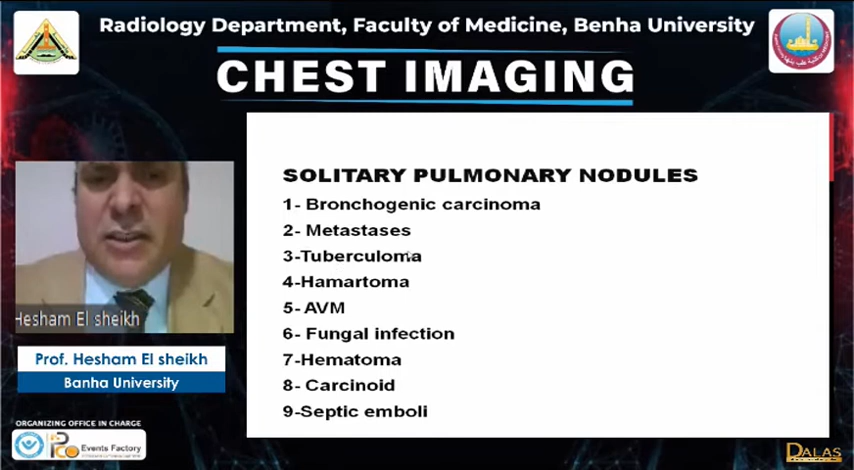 Radiology Department, Faculty of Medicine, Benha University
CHEST IMAGING
SOLITARY PULMONARY NODULES
1- Bronchogenic carcinoma
2- Metastases
3-Tuberculoma
4-Hamartoma
5- AVM
6- Fungal infection
7-Hematoma
8- Carcinoid
9-Septic emboli
Hesham El sheikh
Prof. Hesham El sheikh
Banha University
ORGANIZING OFFICE IN CHARGE
Events Factory
DALAS